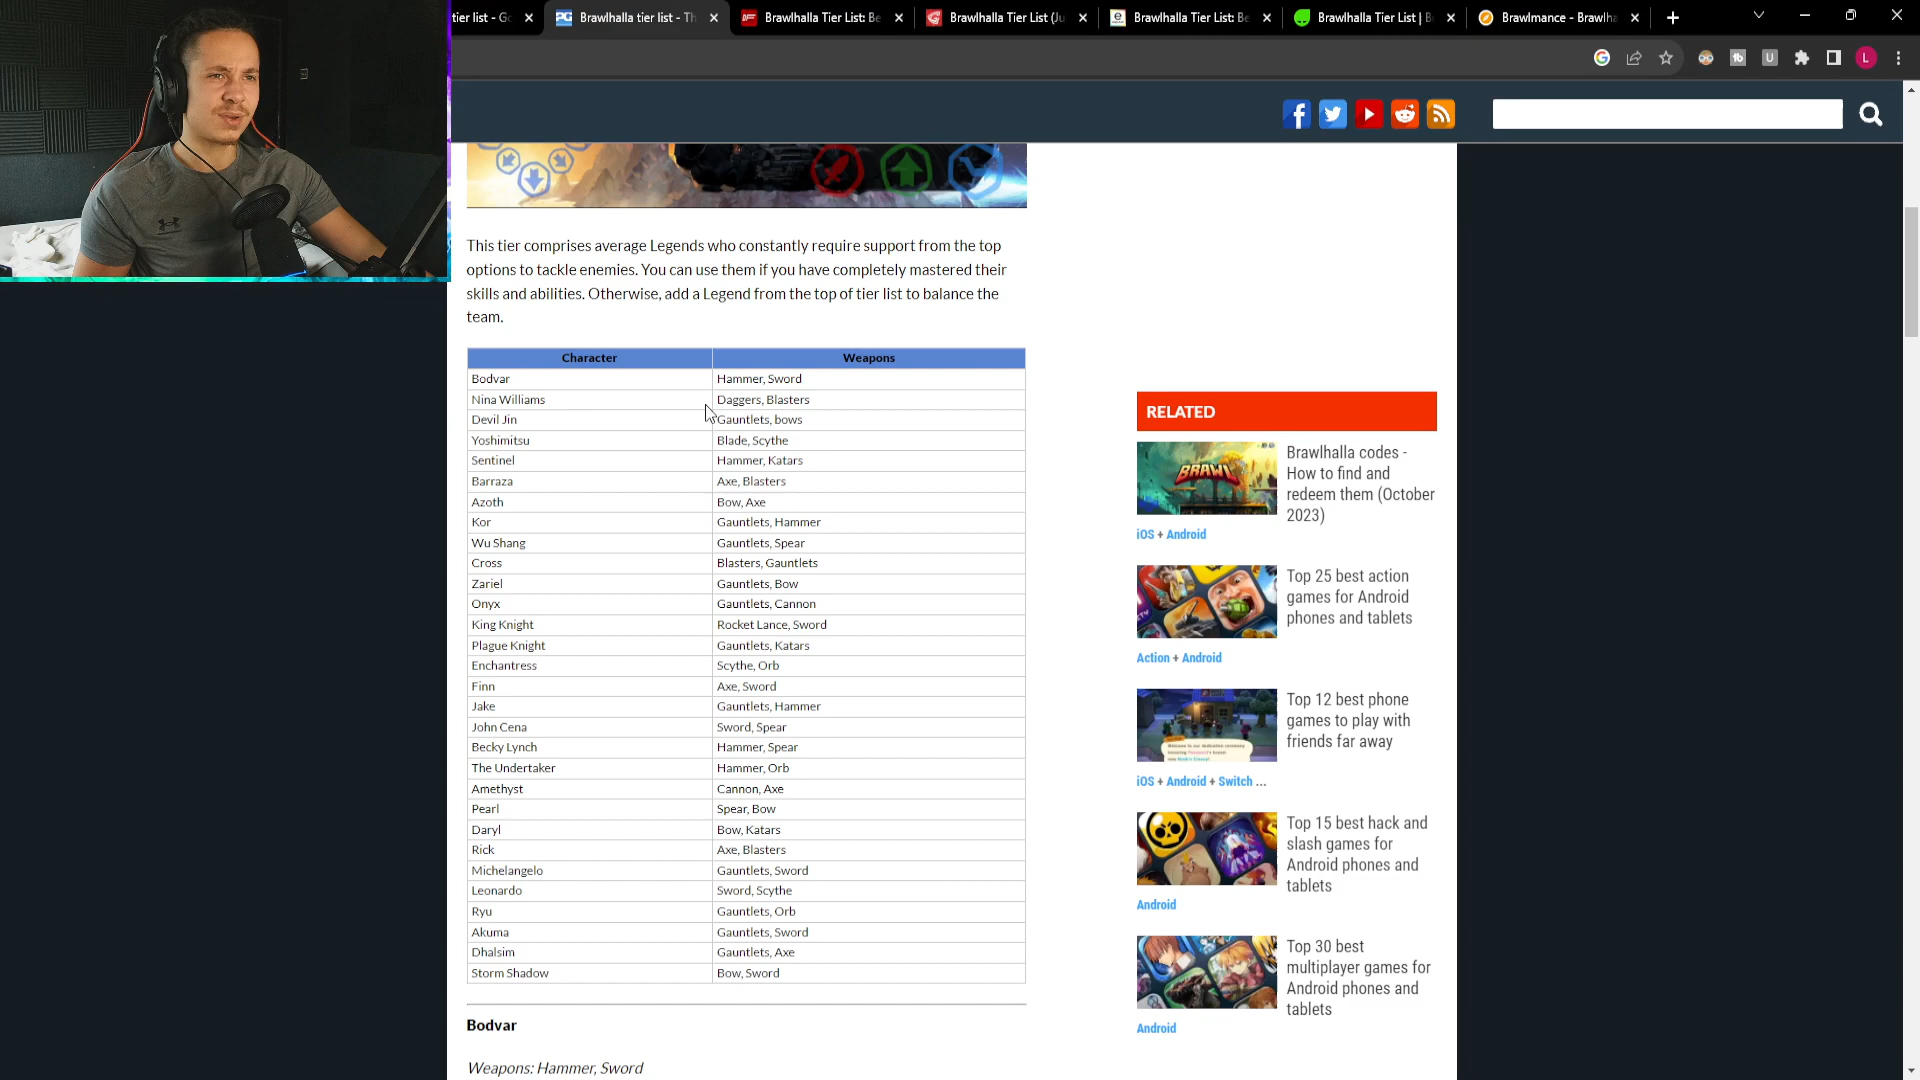 tier list - Go
Brawlhalla tier list - Th
Brawlhalla Tier List: Be
Brawlhalla Tier List (Ju
Brawlhalla Tier List: Be
Brawlhalla Tier List | B
Brawlmance - Brawlha
L
This tier comprises average Legends who constantly require support from the top
options to tackle enemies. You can use them if you have completely mastered their
skills and abilities. Otherwise, add a Legend from the top of tier list to balance the
team.
Character Weapons
Bodvar Hammer, Sword
Nina Williams Daggers, Blasters
Devil Jin Gauntlets, bows
Yoshimitsu Blade, Scythe
Sentinel Hammer, Katars
Barraza Axe, Blasters
Azoth Bow, Axe
Kor Gauntlets, Hammer
Wu Shang Gauntlets, Spear
Cross Blasters, Gauntlets
Zariel Gauntlets, Bow
Onyx Gauntlets, Cannon
King Knight Rocket Lance, Sword
Plague Knight Gauntlets, Katars
Enchantress Scythe, Orb
Finn Axe, Sword
Jake Gauntlets, Hammer
John Cena Sword, Spear
Becky Lynch Hammer, Spear
The Undertaker Hammer, Orb
Amethyst Cannon, Axe
Pearl Spear, Bow
Daryl Bow, Katars
Rick Axe, Blasters
Michelangelo Gauntlets, Sword
Leonardo Sword, Scythe
Ryu Gauntlets, Orb
Akuma Gauntlets, Sword
Dhalsim Gauntlets, Axe
Storm Shadow Bow, Sword
Bodvar
Weapons: Hammer, Sword
RELATED
BRAWL
Brawlhalla codes -
How to find and
redeem them (October
2023)
iOS + Android
Top 25 best action
games for Android
phones and tablets
Action + Android
Top 12 best phone
games to play with
friends far away
iOS + Android + Switch ...
Top 15 best hack and
slash games for
Android phones and
tablets
Android
Top 30 best
multiplayer games for
Android phones and
tablets
Android